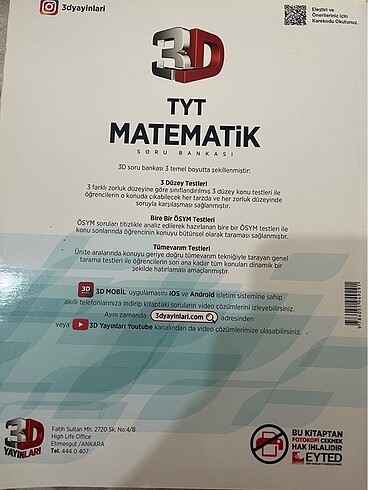 3dyayinlari
Eleştiri ve
Önerileriniz İçin
Karekodu Okutunuz.
3D
TYT
MATEMATİK
SORU BANKASI
3D soru bankası 3 temel boyutta şekillenmiştir:
3 Düzey Testleri
3 farklı zorluk düzeyine göre sınıflandırılmış 3 düzey konu testleri ile
öğrencilerin o konuda çıkabilecek her tarzda ve her zorluk düzeyinde
soruyla karşılaşması sağlanmıştır.
Bire Bir ÖSYM Testleri
ÖSYM soruları titizlikle analiz edilerek hazırlanan bire bir ÖSYM testleri ile
konu sonlarında öğrencinin konuyu bütünsel olarak taraması sağlanmıştır.
Tümevarım Testleri
Ünite aralarında konuyu geriye doğru tümevarım tekniğiyle tarayan genel
tarama testleri ile öğrencilerin son ana kadar tüm konuları dinamik bir
şekilde hatırlaması amaçlanmıştır.
3D 3D MOBİL uygulamasını IOS ve Android işletim sistemine sahip
akıllı telefonlarınıza indirip kitaptaki soruların video çözümlerini izleyebilirsiniz.
Aynı zamanda 3dyayinlari.com adresinden
veya 3D Yayınları Youtube kanalından da video çözümlerimize ulaşabilirsiniz.
3D
YAYINLARI
Fatih Sultan Mh. 2720 Sk. No:4/B
High Life Office
Etimesgut /ANKARA
Tel. 444 0 407
BU KİTAPTAN
FOTOKOPİ ÇEKMEK
HAK İHLALİDİR
EYTED